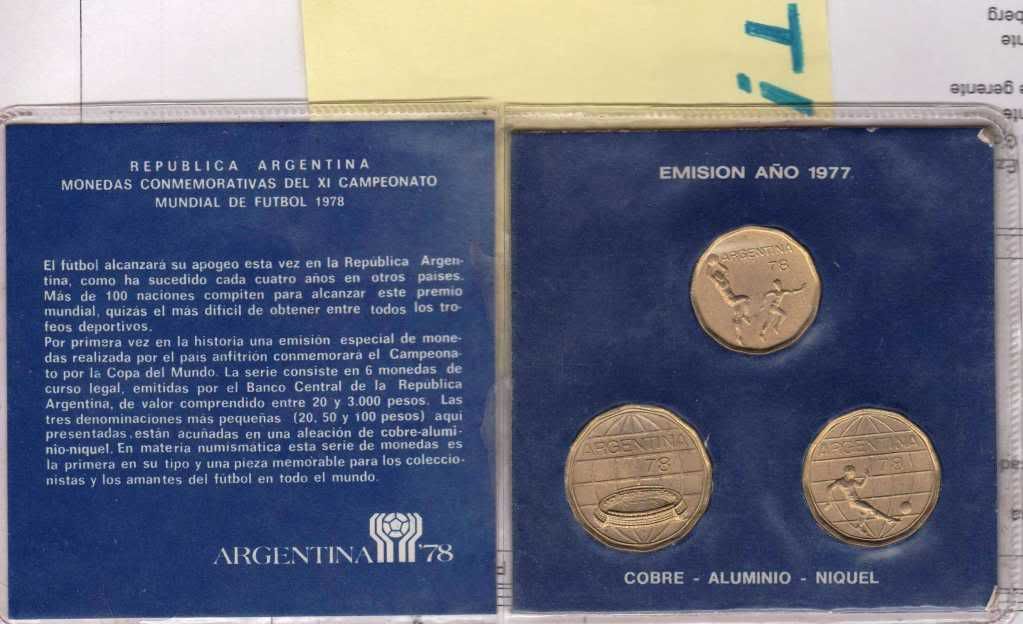 Ti
REPUBLICA ARGENTINA
MONEDAS CONMEMORATIVAS DEL XI CAMPEONATO
MUNDIAL DE FUTBOL 1978
El fútbol alcanzará su apogeo esta vez en la República Argen-
tina, como ha sucedido cada cuatro años en otros países.
Más de 100 naciones compiten para alcanzar este premio
mundial, quizás el más difícil de obtener entre todos los tro-
feos deportivos.
Por primera vez en la historia una emisión especial de mone-
das realizada por el país anfitrión conmemorará el Campeona-
to por la Copa del Mundo. La serie consiste en 6 monedas de
curso legal, emitidas por el Banco Central de la República
Argentina, de valor comprendido entre 20 y 3.000 pesos. Las
tres denominaciones más pequeñas (20, 50 y 100 pesos) aquí
presentadas están acuñadas en una aleación de cobre-alumi-
nio-níquel. En materia numismática esta serie de monedas es
la primera en su tipo y una pieza memorable para los coleccio-
nistas y los amantes del fútbol en todo el mundo.
ARGENTINA '78
EMISION AÑO 1977
ARGENTINA
78
ARGENTINA
78
ARGENTINA
78
COBRE - ALUMINIO - NIQUEL
gerente